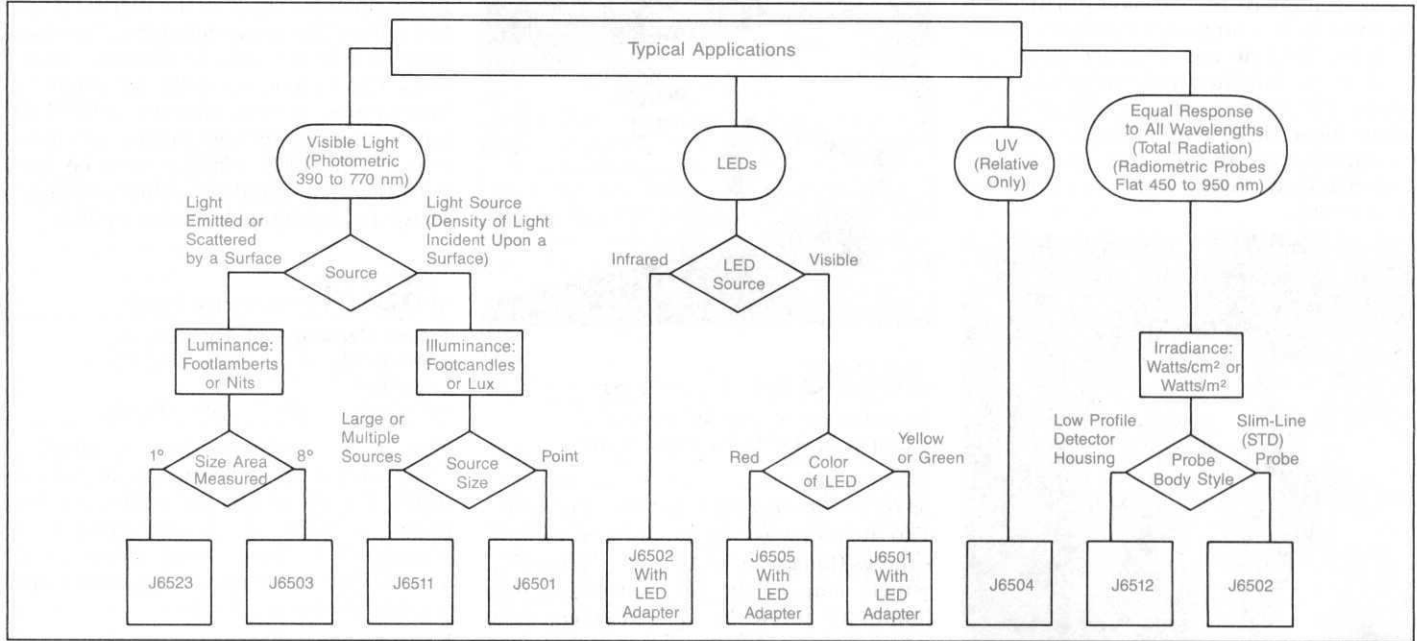 Typical Applications
Visible Light
(Photometric
390 to 770 nm)
LEDs
UV
(Relative
Only)
Equal Response
to All Wavelengths
(Total Radiation)
(Radiometric Probes
Flat 450 to 950 nm)
Light
Emitted or
Scattered
by a Surface
Source
Light Source
(Density of Light
Incident Upon a
Surface)
Infrared
LED
Source
Visible
Luminance:
Footlamberts
or Nits
Illuminance:
Footcandles
or Lux
Irradiance:
Watts/cm² or
Watts/m²
1°
Size Area
Measured
8°
Large or
Multiple
Sources
Source
Size
Point
Red
Color
of LED
Yellow
or Green
Low Profile
Detector
Housing
Probe
Body Style
Slim-Line
(STD)
Probe
J6523
J6503
J6511
J6501
J6502
With
LED
Adapter
J6505
With
LED
Adapter
J6501
With
LED
Adapter
J6504
J6512
J6502